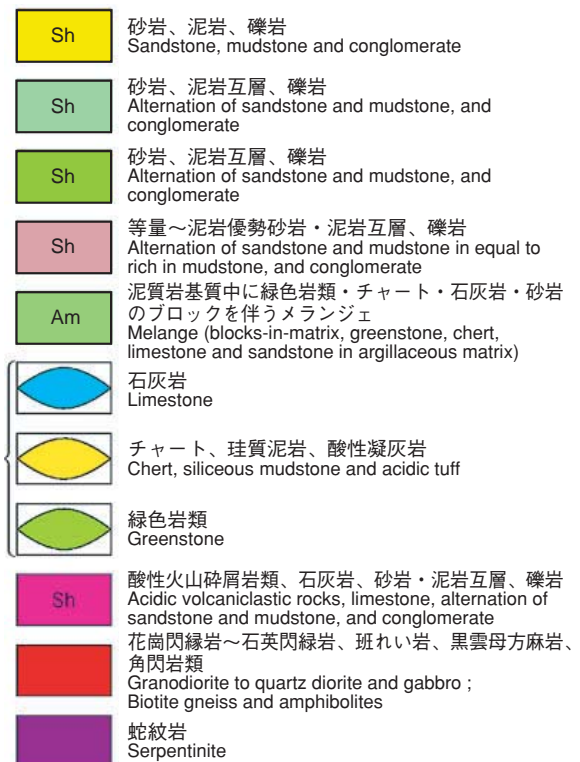 Sh
砂岩、泥岩、礫岩
Sandstone, mudstone and conglomerate
Sh
砂岩、泥岩互層、礫岩
Alternation of sandstone and mudstone, and
conglomerate
Sh
砂岩、泥岩互層、礫岩
Alternation of sandstone and mudstone, and
conglomerate
Sh
等量～泥岩優勢砂岩・泥岩互層、礫岩
Alternation of sandstone and mudstone in equal to
rich in mudstone, and conglomerate
Am
泥質岩基質中に緑色岩類・チャート・石灰岩・砂岩
のブロックを伴うメランジェ
Melange (blocks-in-matrix, greenstone, chert,
limestone and sandstone in argillaceous matrix)
石灰岩
Limestone
チャート、珪質泥岩、酸性凝灰岩
Chert, siliceous mudstone and acidic tuff
緑色岩類
Greenstone
Sh
酸性火山砕屑岩類、石灰岩、砂岩・泥岩互層、礫岩
Acidic volcaniclastic rocks, limestone, alternation of
sandstone and mudstone, and conglomerate
花崗閃縁岩～石英閃緑岩、斑れい岩、黒雲母方麻岩、
角閃岩類
Granodiorite to quartz diorite and gabbro ;
Biotite gneiss and amphibolites
蛇紋岩
Serpentinite